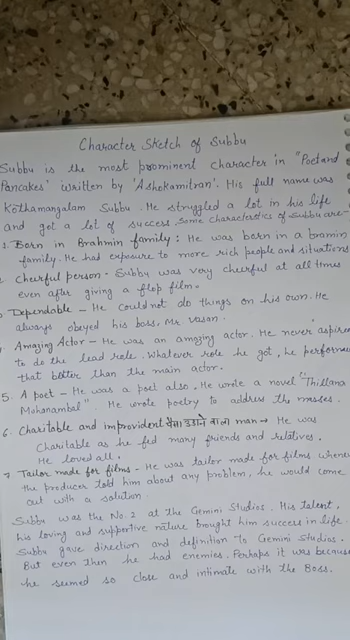 Character Sketch of Subbu
Subbu is the most prominent character in "Poet and
Pancakes" written by 'Ashokamitran'. His full name was
Kothamangalam Subbu. He struggled a lot in his life
and got a lot of success. Some characteristics of Subbu are-
1. Born in Brahmin family: He was born in a bramin
family. He had exposure to more rich people and situations
2. Cheerful person - Subbu was very cheerful at all times
even after giving a flop film.
Dependable - He could not do things on his own. He
always obeyed his boss, Mr. Vasan.
Amazing Actor - He was an amazing actor. He never aspired
to do the lead role. Whatever role he got, he performed
that better than the main actor.
5. A poet - He was a poet also, He wrote a novel "Thillana
Mohanambal". He wrote poetry to address the masses.
6. Charitable and improvident पैसा उड़ाने वाला man → He was
Charitable as he fed many friends and relatives.
He loved all.
7. Tailor made for films - He was tailor made for films whenever
the producer told him about any problem, he would come
out with a solution.
Subbu was the No. 2 at the Gemini Studios. His talent,
his loving and supportive nature brought him success in life.
Subbu gave direction and definition to Gemini Studios.
But even then he had enemies. Perhaps it was because
he seemed so close and intimate with the Boss.